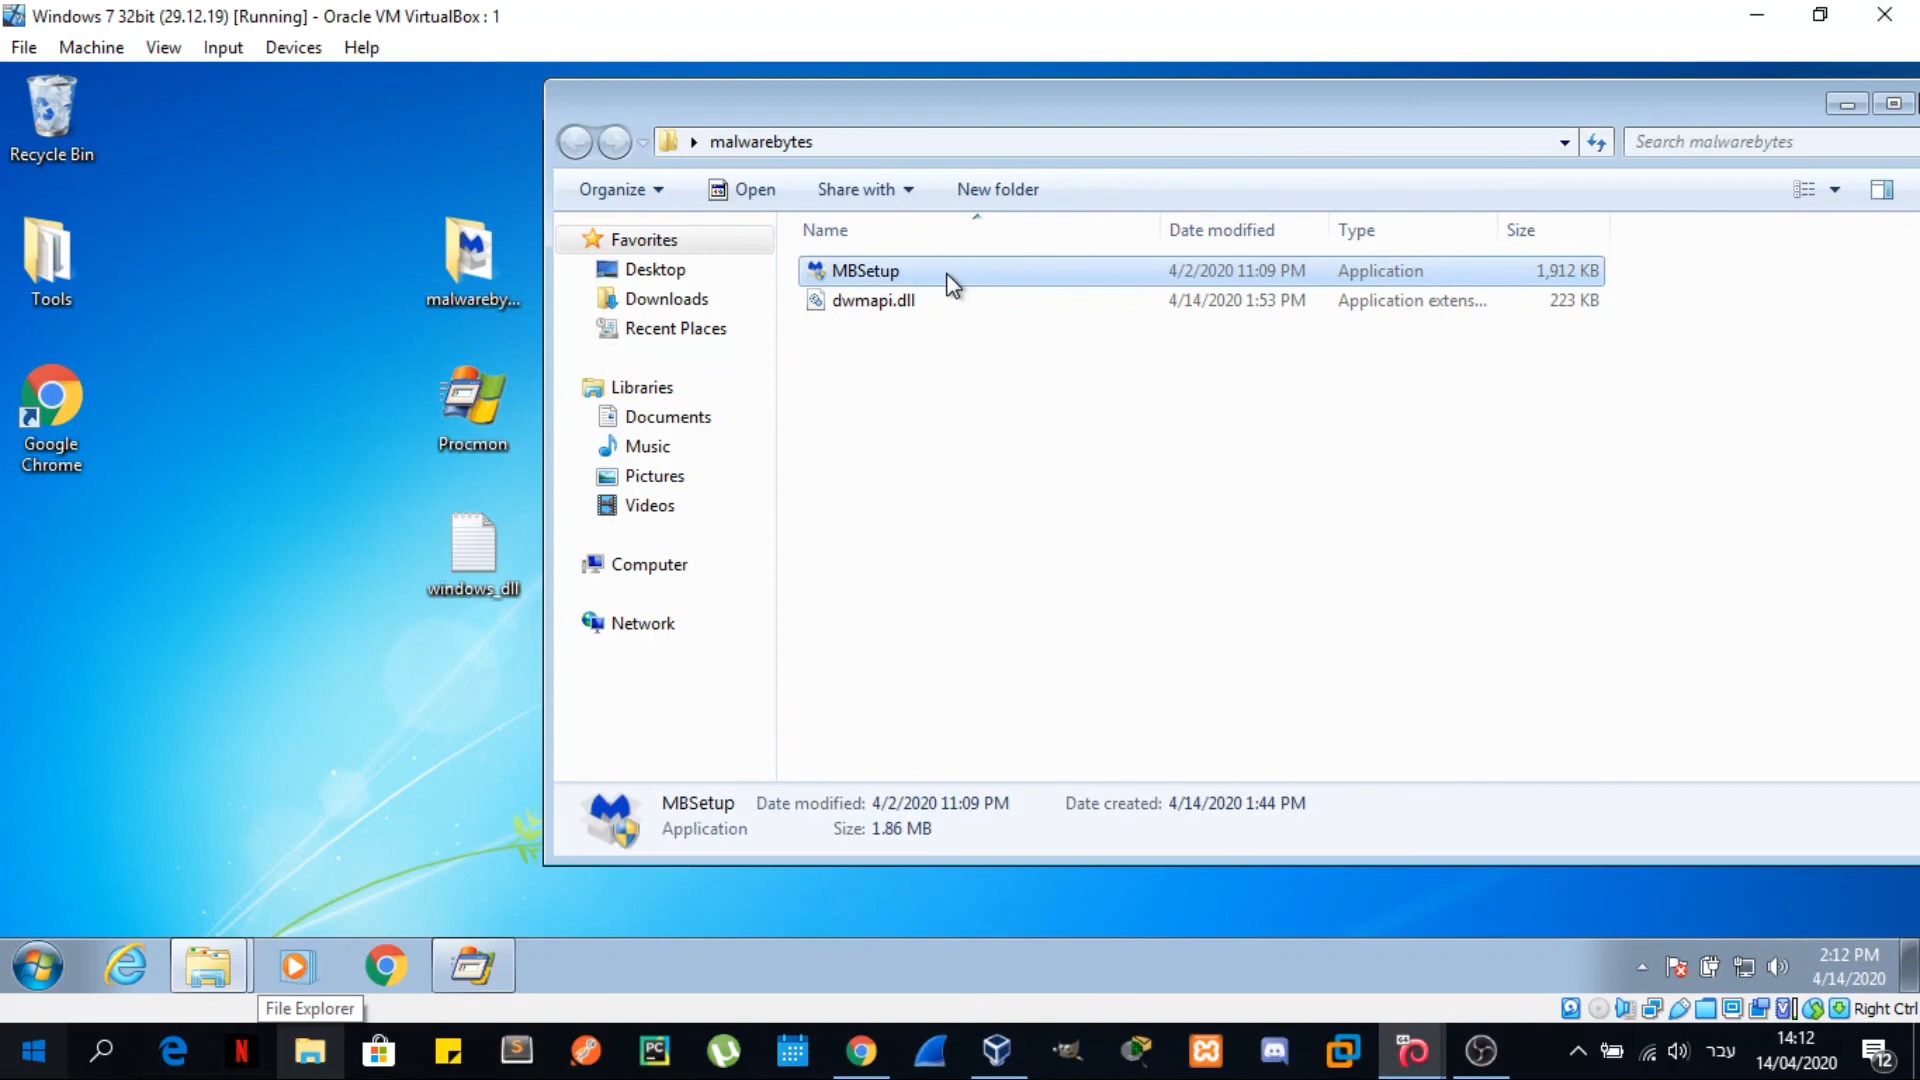 Windows 7 32bit (29.12.19) [Running] - Oracle VM VirtualBox : 1
File Machine View Input Devices Help
Recycle Bin
Tools
malwareby...
Google
Chrome
Procmon
windows_dll
malwarebytes
Search malwarebytes
Organize Open Share with New folder
Name Date modified Type Size
MBSetup 4/2/2020 11:09 PM Application 1,912 KB
dwmapi.dll 4/14/2020 1:53 PM Application extens... 223 KB
Favorites
Desktop
Downloads
Recent Places
Libraries
Documents
Music
Pictures
Videos
Computer
Network
MBSetup Date modified: 4/2/2020 11:09 PM Date created: 4/14/2020 1:44 PM
Application Size: 1.86 MB
2:12 PM
4/14/2020
File Explorer
Right Ctrl
N S PC
עבר
14:12
14/04/2020
12